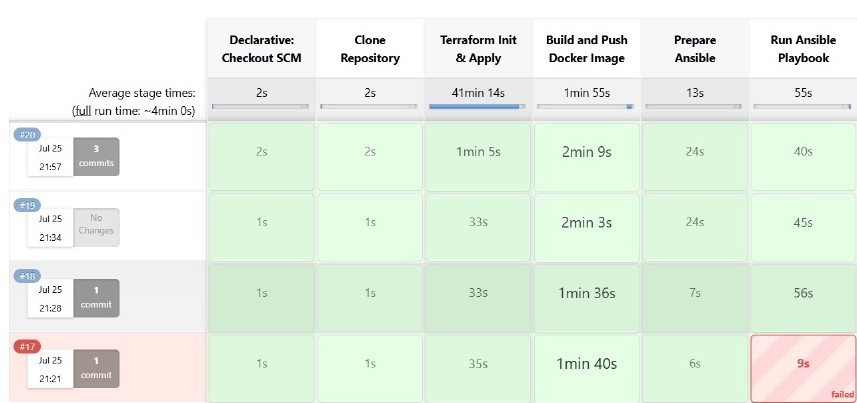 Declarative: Checkout SCM
Clone Repository
Terraform Init & Apply
Build and Push Docker Image
Prepare Ansible
Run Ansible Playbook
Average stage times:
(full run time: ~4min 0s)
2s
2s
41min 14s
1min 55s
13s
55s
#20
Jul 25
21:57
3
commits
2s
2s
1min 5s
2min 9s
24s
40s
#19
Jul 25
21:34
No
Changes
1s
1s
33s
2min 3s
24s
45s
#18
Jul 25
21:28
1
commit
1s
1s
33s
1min 36s
7s
56s
#17
Jul 25
21:21
1
commit
1s
1s
35s
1min 40s
6s
9s
failed